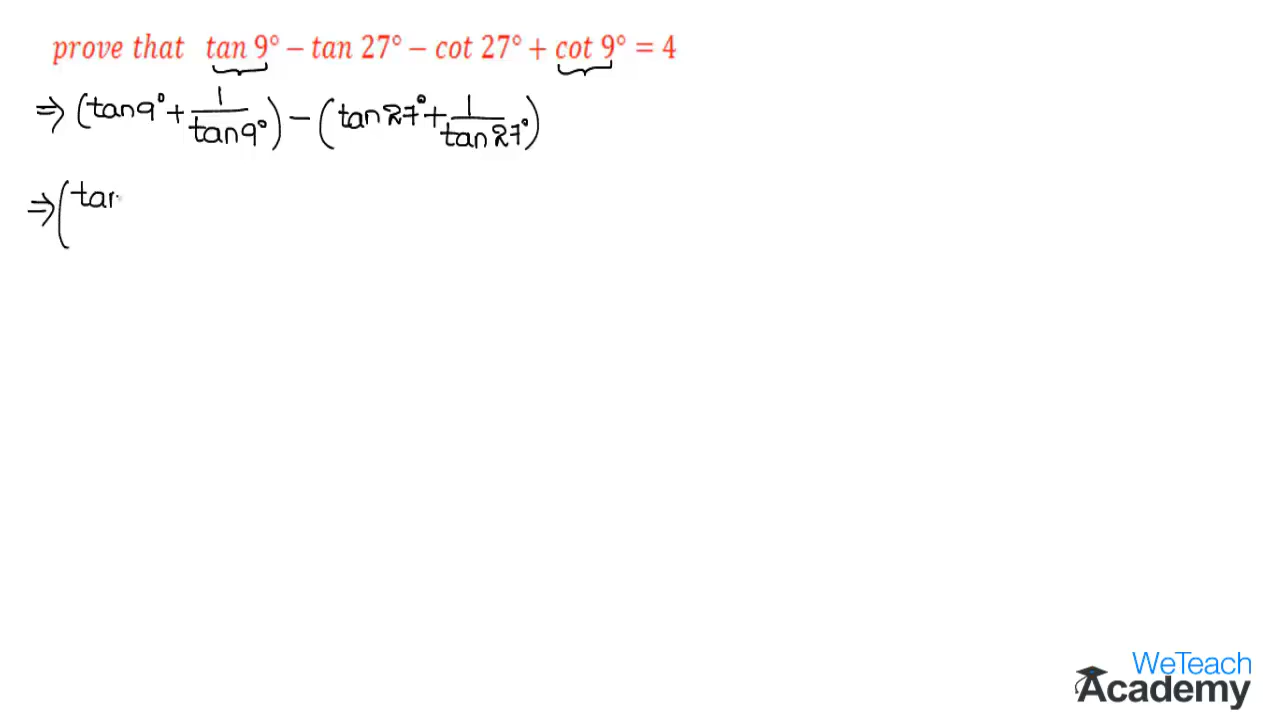 prove that tan 9° − tan 27° − cot 27° + cot 9° = 4
⇒ (tan9° + 1/tan9°) − (tan27° + 1/tan27°)
⇒ (tan
WeTeach
Academy